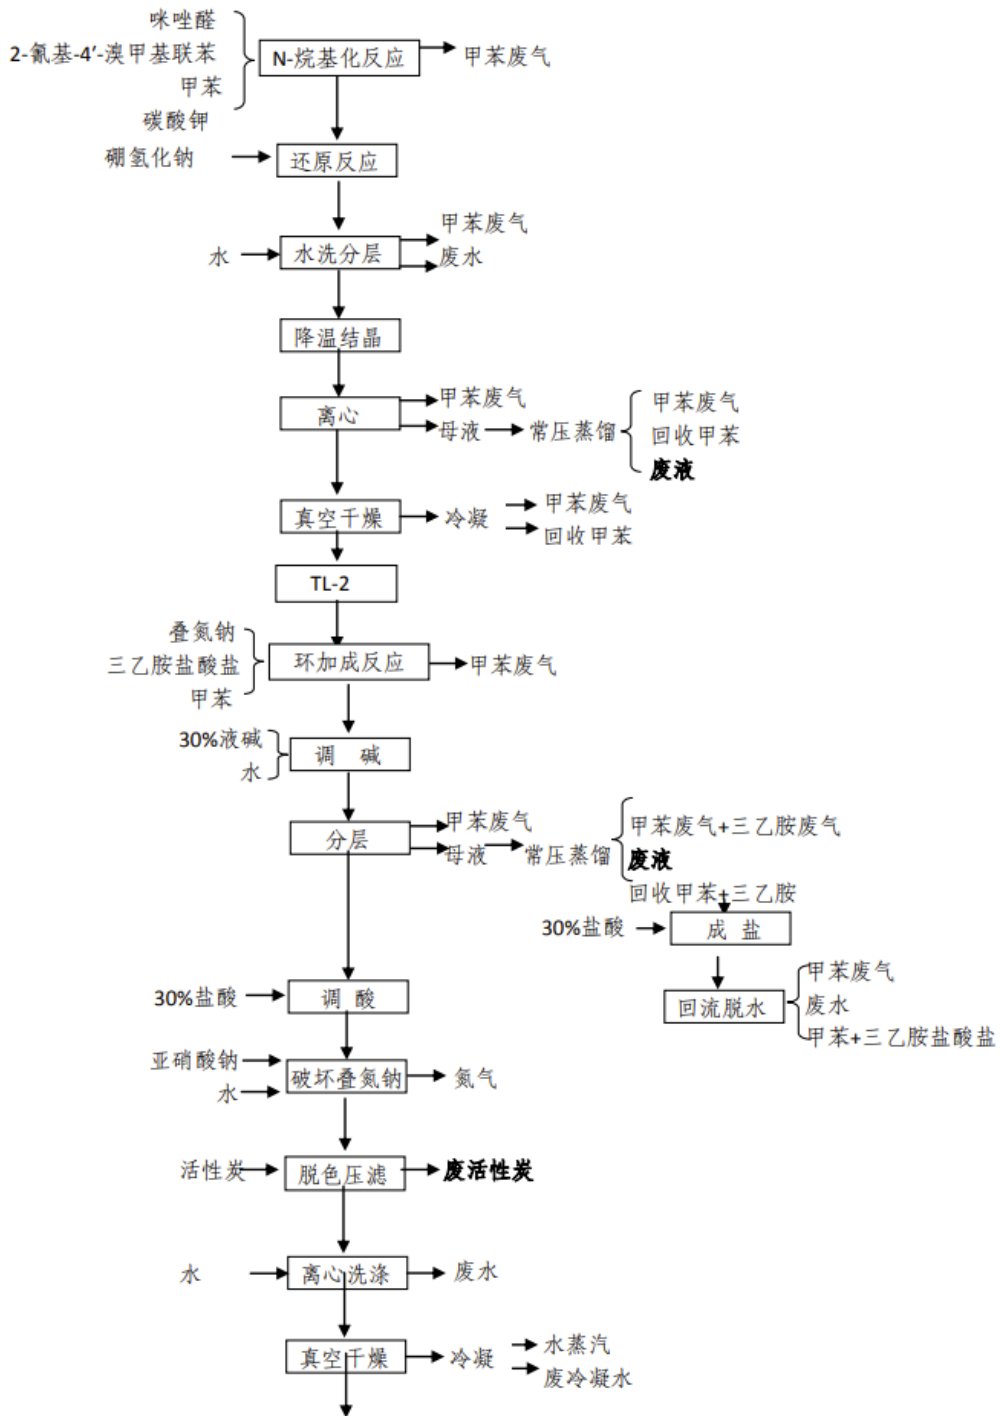 咪唑醛
2-氰基-4′-溴甲基联苯
甲苯
碳酸钾
N-烷基化反应
甲苯废气
硼氢化钠
还原反应
水
水洗分层
甲苯废气
废水
降温结晶
离心
甲苯废气
母液
常压蒸馏
甲苯废气
回收甲苯
废液
真空干燥
冷凝
甲苯废气
回收甲苯
TL-2
叠氮钠
三乙胺盐酸盐
甲苯
环加成反应
甲苯废气
30%液碱
水
调 碱
分层
甲苯废气
母液
常压蒸馏
甲苯废气+三乙胺废气
废液
回收甲苯+三乙胺
30%盐酸
成 盐
回流脱水
甲苯废气
废水
甲苯+三乙胺盐酸盐
30%盐酸
调 酸
亚硝酸钠
水
破坏叠氮钠
氮气
活性炭
脱色压滤
废活性炭
水
离心洗涤
废水
真空干燥
冷凝
水蒸汽
废冷凝水